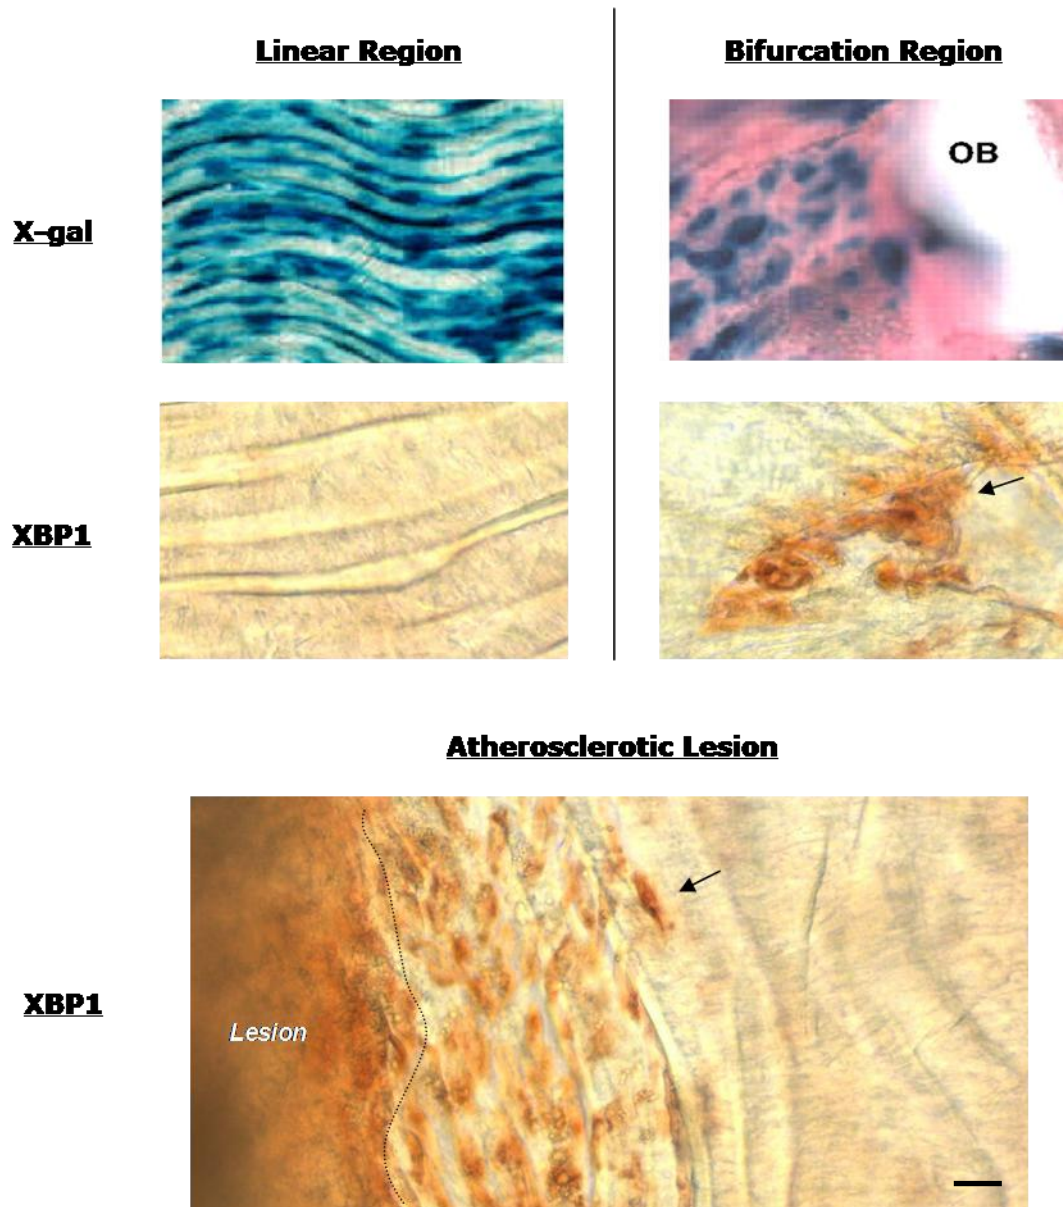 Linear Region
Bifurcation Region
X-gal
OB
XBP1
Atherosclerotic Lesion
XBP1
Lesion